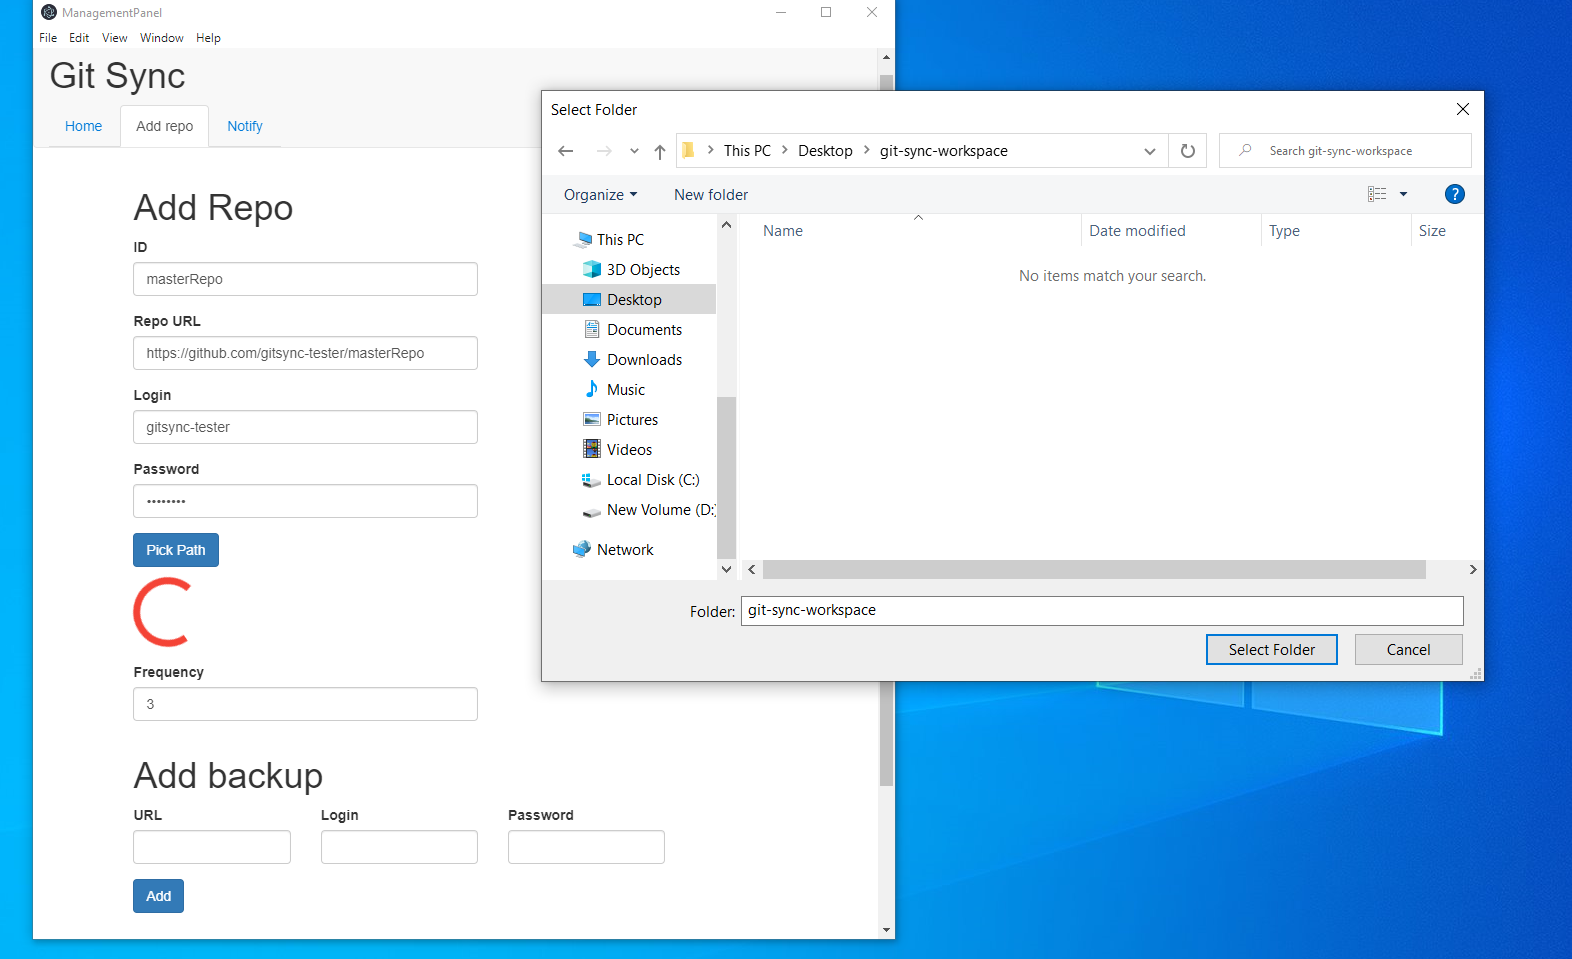 ManagementPanel
File Edit View Window Help
Git Sync
Home Add repo Notify
Add Repo
ID
masterRepo
Repo URL
https://github.com/gitsync-tester/masterRepo
Login
gitsync-tester
Password
••••••••
Pick Path
Frequency
3
Add backup
URL Login Password
Add
Select Folder
This PC Desktop git-sync-workspace
Search git-sync-workspace
Organize New folder
?
Name Date modified Type Size
No items match your search.
This PC
3D Objects
Desktop
Documents
Downloads
Music
Pictures
Videos
Local Disk (C:)
New Volume (D:)
Network
Folder: git-sync-workspace
Select Folder Cancel